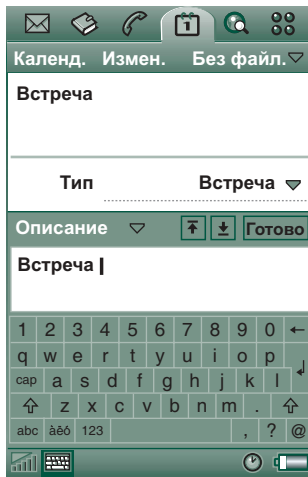 Календ. Измен. Без файл.
Встреча
Тип Встреча
Описание Готово
Встреча
1 2 3 4 5 6 7 8 9 0 ←
q w e r t y u i o p
cap a s d f g h j k l
z x c v b n m .
abc àêó 123 , ? @